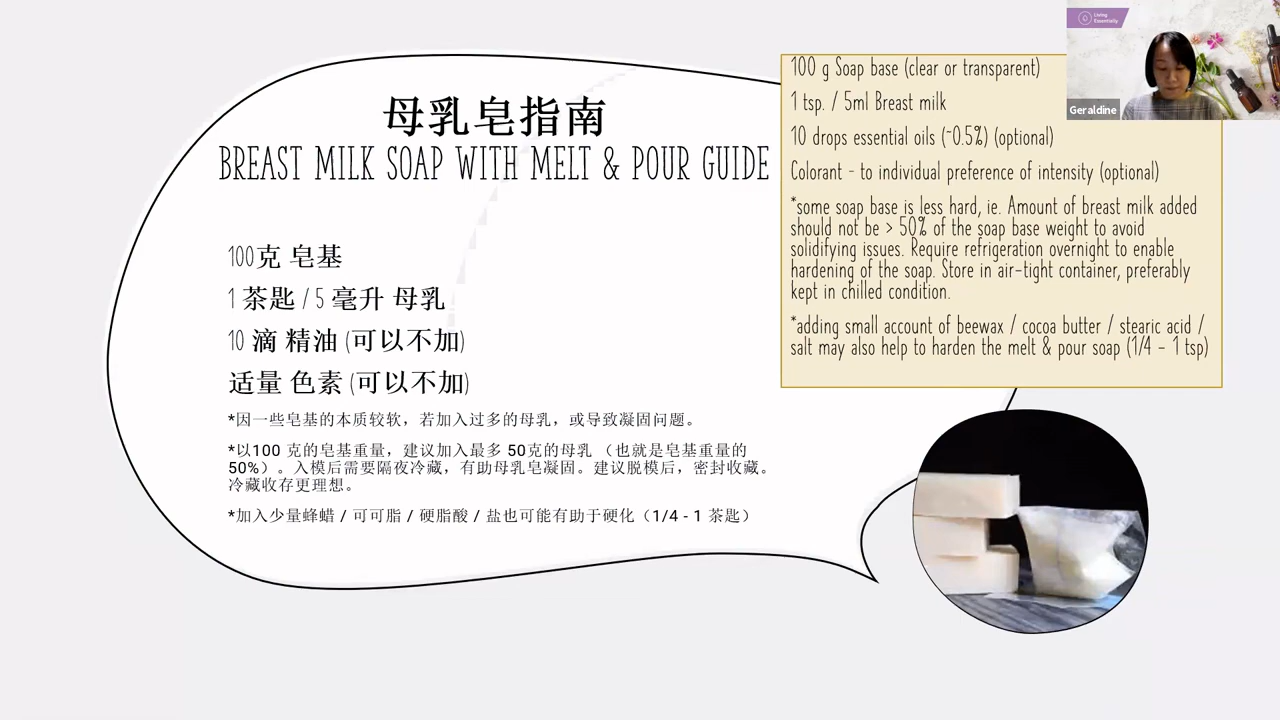 母乳皂指南
BREAST MILK SOAP WITH MELT & POUR GUIDE
100克 皂基
1 茶匙 / 5 毫升 母乳
10 滴 精油 (可以不加)
适量 色素 (可以不加)
*因一些皂基的本质较软，若加入过多的母乳，或导致凝固问题。
*以100 克的皂基重量，建议加入最多 50克的母乳 （也就是皂基重量的
50%）。入模后需要隔夜冷藏，有助母乳皂凝固。建议脱模后，密封收藏。
冷藏收存更理想。
*加入少量蜂蜡 / 可可脂 / 硬脂酸 / 盐也可能有助于硬化（1/4 - 1 茶匙）
100 g Soap base (clear or transparent)
1 tsp. / 5ml Breast milk
10 drops essential oils (~0.5%) (optional)
Colorant - to individual preference of intensity (optional)
*some soap base is less hard, ie. Amount of breast milk added
should not be > 50% of the soap base weight to avoid
solidifying issues. Require refrigeration overnight to enable
hardening of the soap. Store in air-tight container, preferably
kept in chilled condition.
*adding small account of beewax / cocoa butter / stearic acid /
salt may also help to harden the melt & pour soap (1/4 - 1 tsp)
Living
Essentially
Geraldine